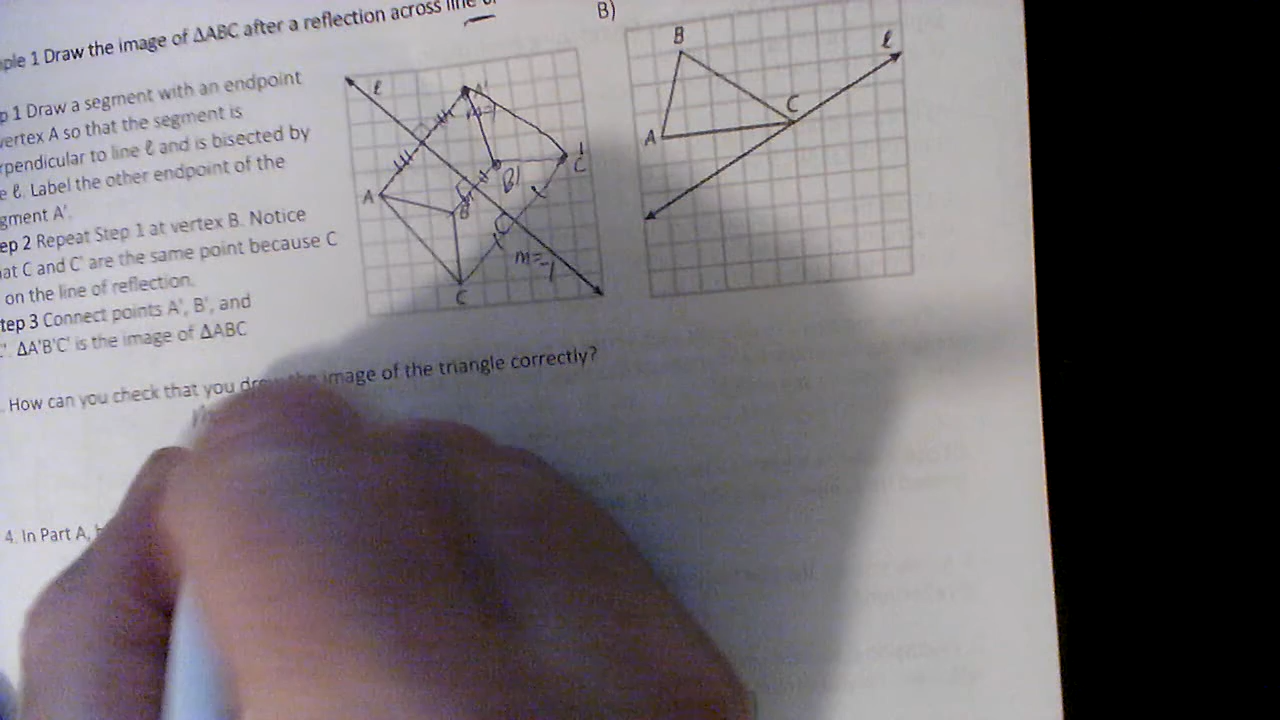 ple 1 Draw the image of ΔABC after a reflection across line
B)
p 1 Draw a segment with an endpoint
vertex A so that the segment is
rpendicular to line ℓ and is bisected by
e ℓ. Label the other endpoint of the
gment A'.
ep 2 Repeat Step 1 at vertex B. Notice
at C and C' are the same point because C
on the line of reflection.
tep 3 Connect points A', B', and
'. ΔA'B'C' is the image of ΔABC
ℓ
A'
m=1
A
B
B'
C'
C
m=-1
B
ℓ
C
A
. How can you check that you drew the image of the triangle correctly?
4. In Part A,